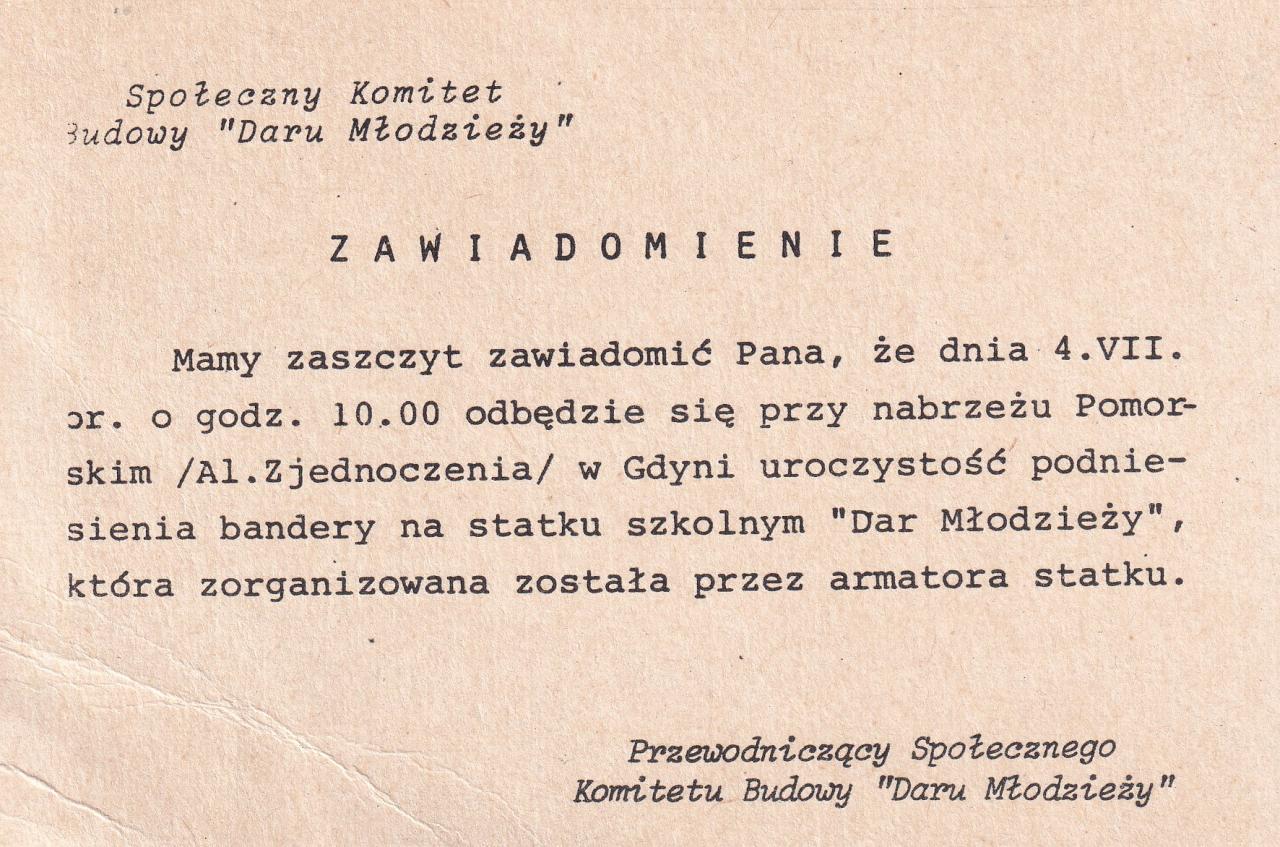 Społeczny Komitet
Budowy "Daru Młodzieży"
ZAWIADOMIENIE
Mamy zaszczyt zawiadomić Pana, że dnia 4.VII.
br. o godz. 10.00 odbędzie się przy nabrzeżu Pomor-
skim /Al.Zjednoczenia/ w Gdyni uroczystość podnie-
sienia bandery na statku szkolnym "Dar Młodzieży",
która zorganizowana została przez armatora statku.
Przewodniczący Społecznego
Komitetu Budowy "Daru Młodzieży"